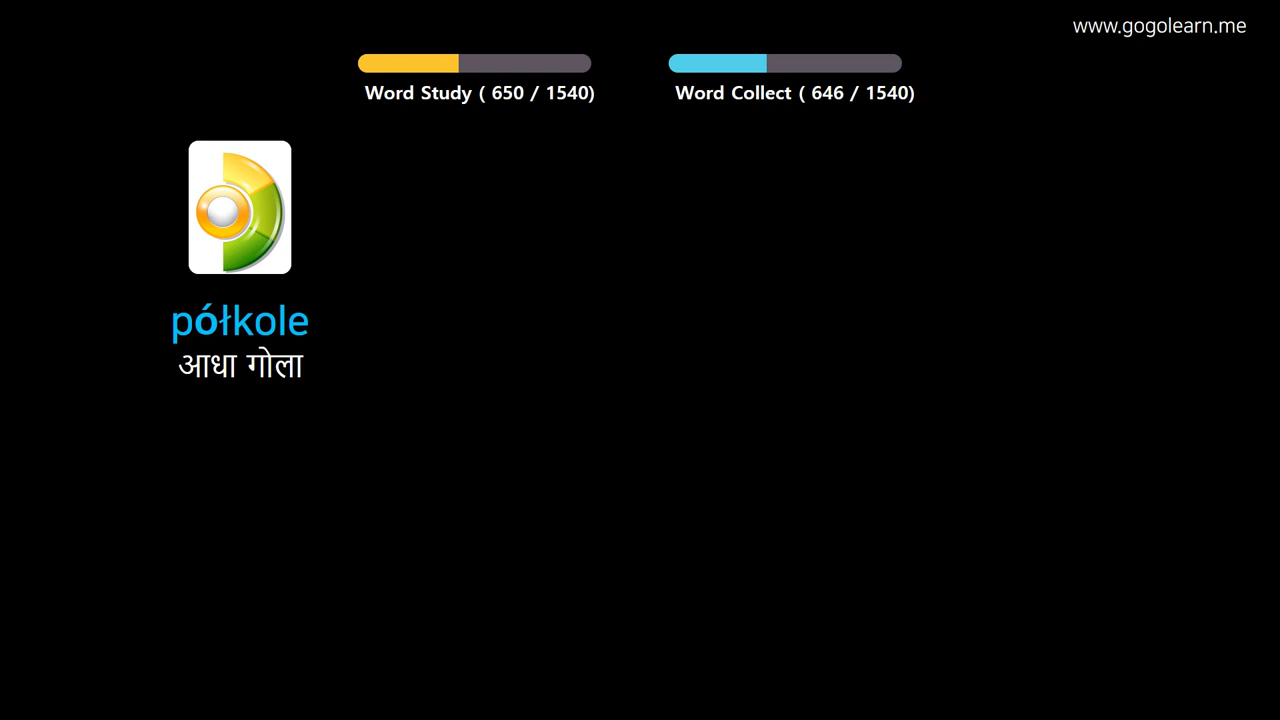 www.gogolearn.me
Word Study ( 650 / 1540)
Word Collect ( 646 / 1540)
półkole
आधा गोला